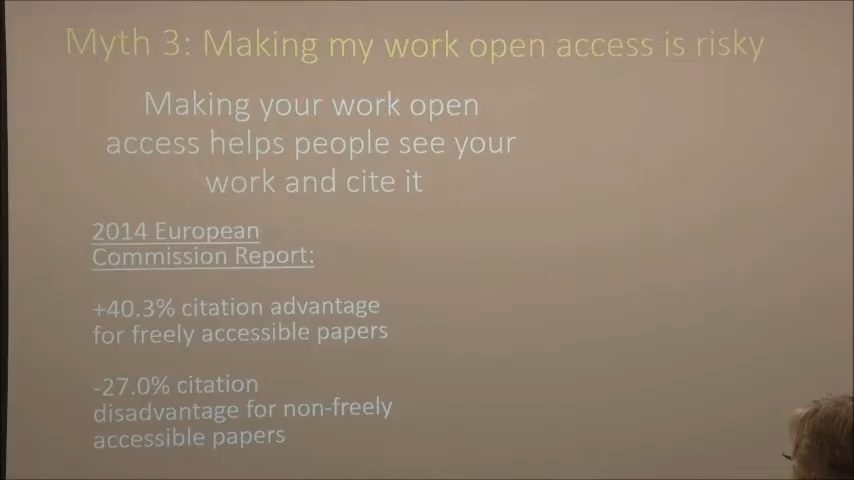 Myth 3: Making my work open access is risky
Making your work open
access helps people see your
work and cite it
2014 European
Commission Report:
+40.3% citation advantage
for freely accessible papers
-27.0% citation
disadvantage for non-freely
accessible papers